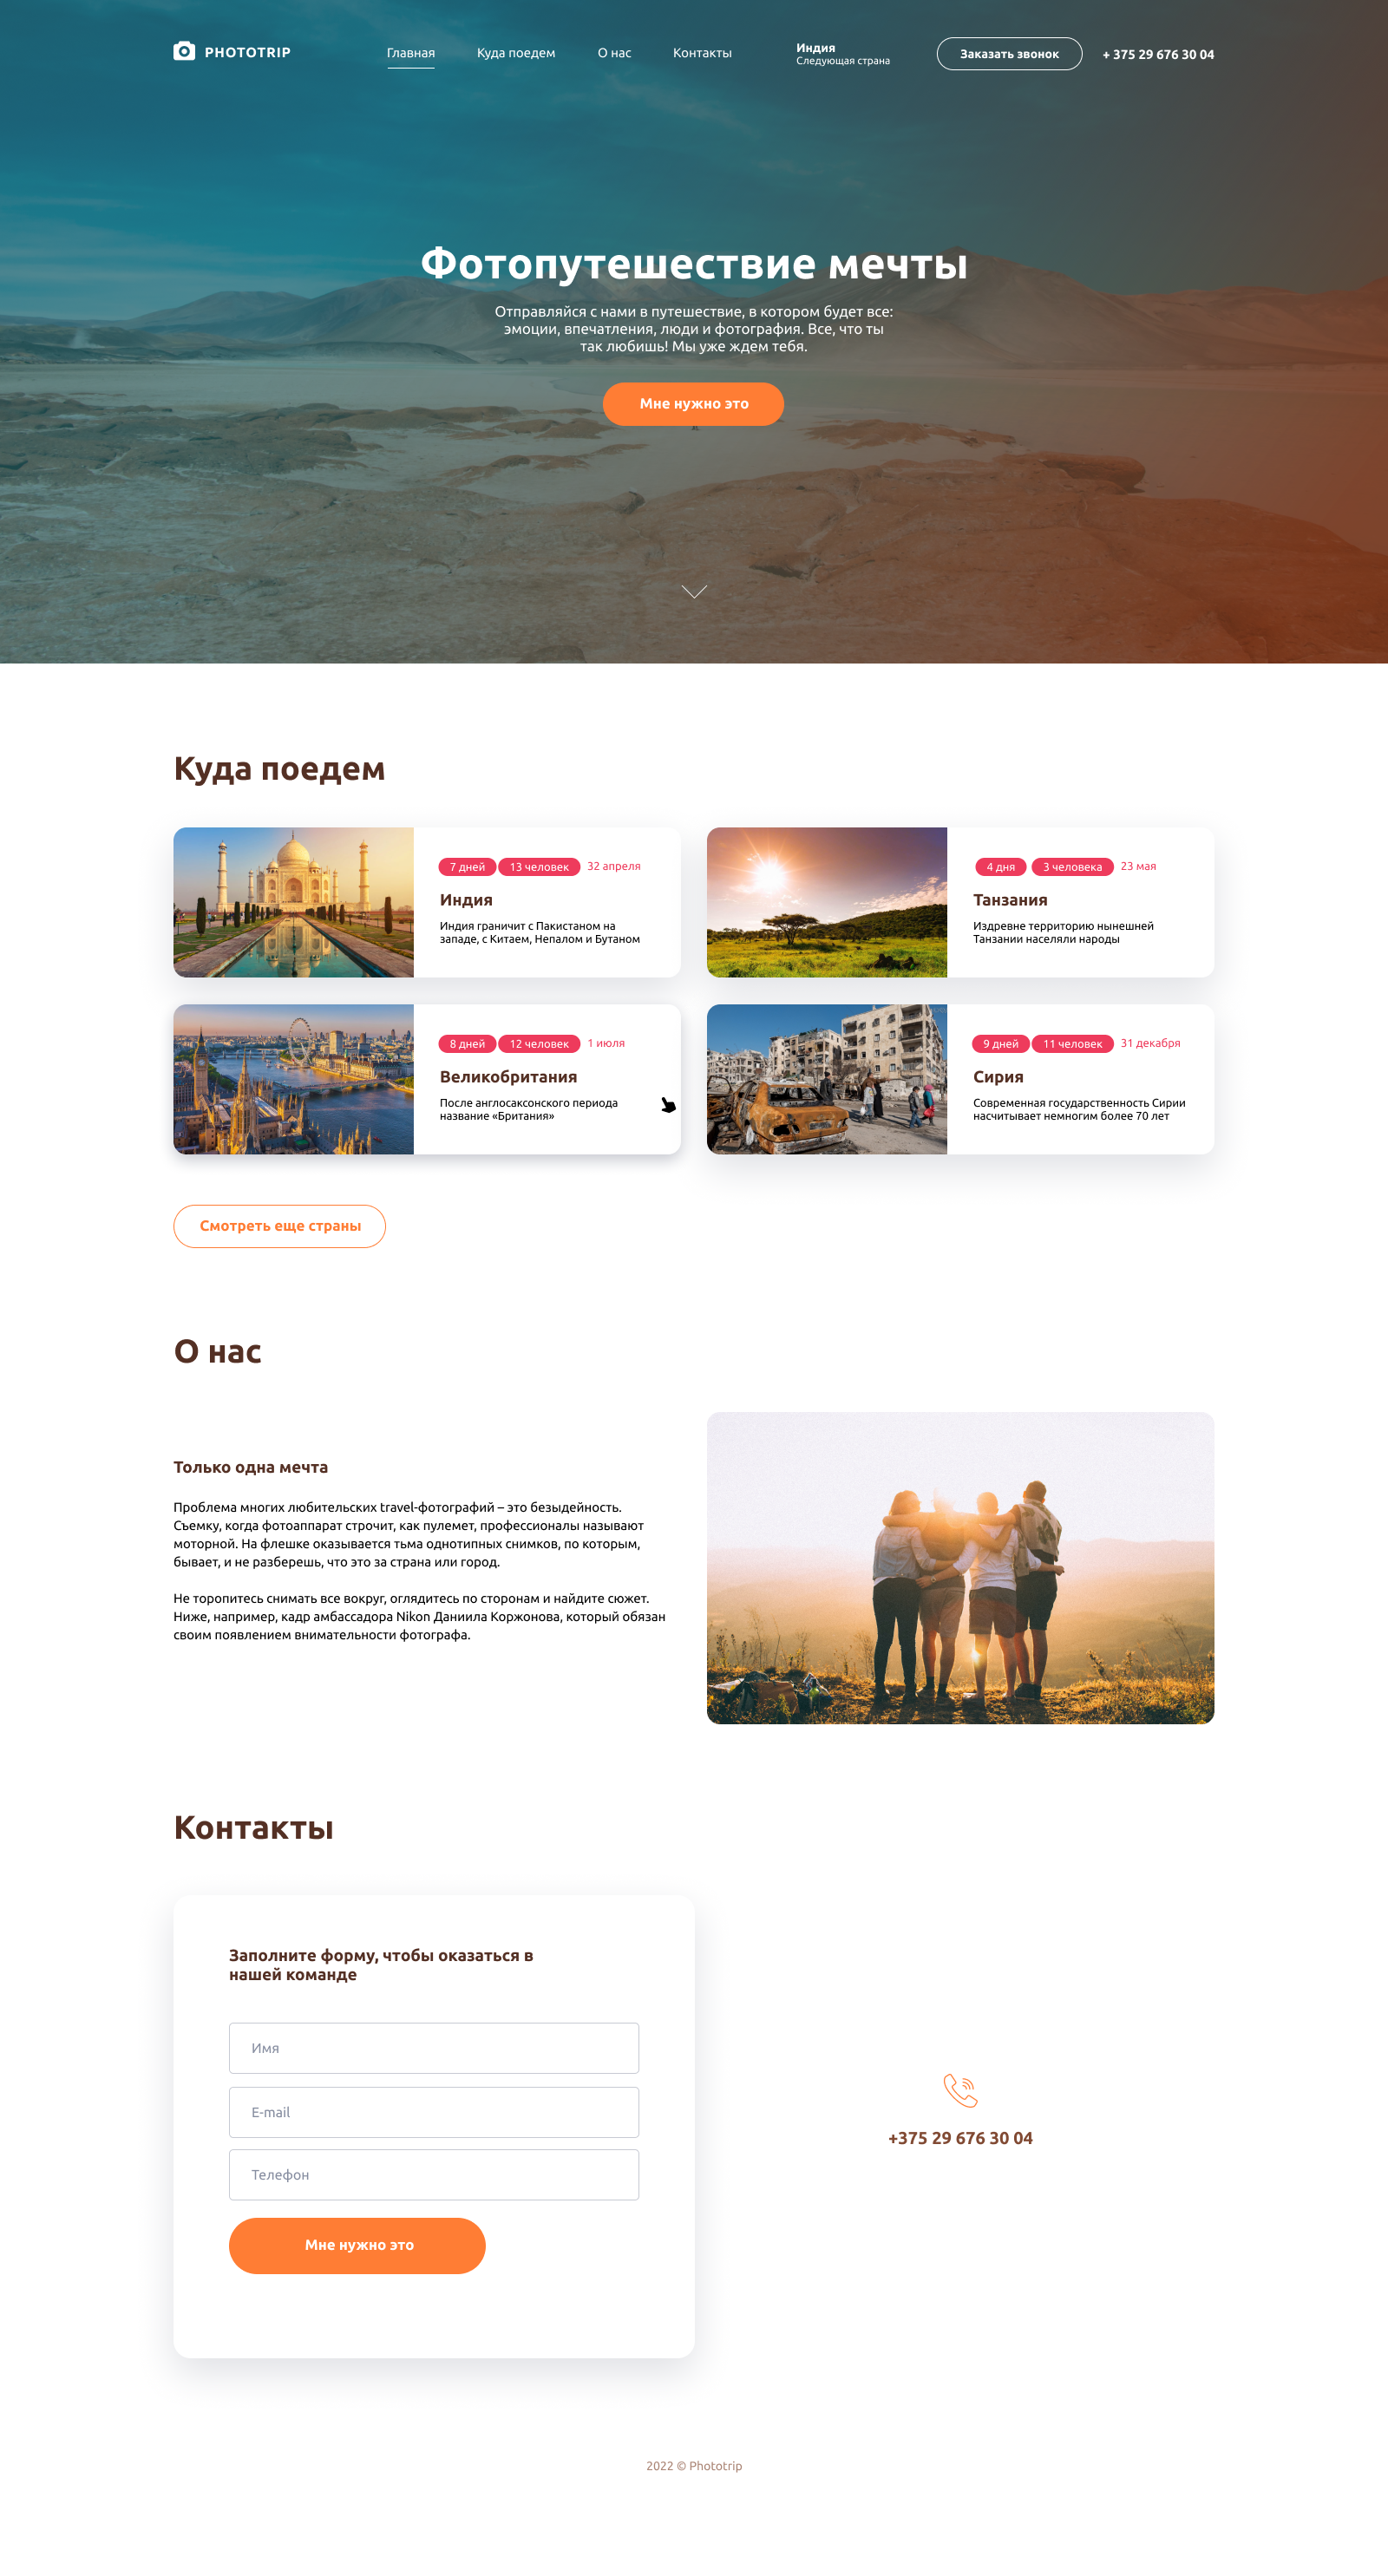 PHOTOTRIP
Главная
Куда поедем
О нас
Контакты
Индия
Следующая страна
Заказать звонок
+ 375 29 676 30 04
Фотопутешествие мечты
Отправляйся с нами в путешествие, в котором будет все:
эмоции, впечатления, люди и фотография. Все, что ты
так любишь! Мы уже ждем тебя.
Мне нужно это
Куда поедем
7 дней
13 человек
32 апреля
Индия
Индия граничит с Пакистаном на
западе, с Китаем, Непалом и Бутаном
4 дня
3 человека
23 мая
Танзания
Издревне территорию нынешней
Танзании населяли народы
8 дней
12 человек
1 июля
Великобритания
После англосаксонского периода
название «Британия»
9 дней
11 человек
31 декабря
Сирия
Современная государственность Сирии
насчитывает немногим более 70 лет
Смотреть еще страны
О нас
Только одна мечта
Проблема многих любительских travel-фотографий – это безыдейность.
Съемку, когда фотоаппарат строчит, как пулемет, профессионалы называют
моторной. На флешке оказывается тьма однотипных снимков, по которым,
бывает, и не разберешь, что это за страна или город.
Не торопитесь снимать все вокруг, оглядитесь по сторонам и найдите сюжет.
Ниже, например, кадр амбассадора Nikon Даниила Коржонова, который обязан
своим появлением внимательности фотографа.
Контакты
Заполните форму, чтобы оказаться в
нашей команде
Имя
E-mail
Телефон
Мне нужно это
+375 29 676 30 04
2022 © Phototrip